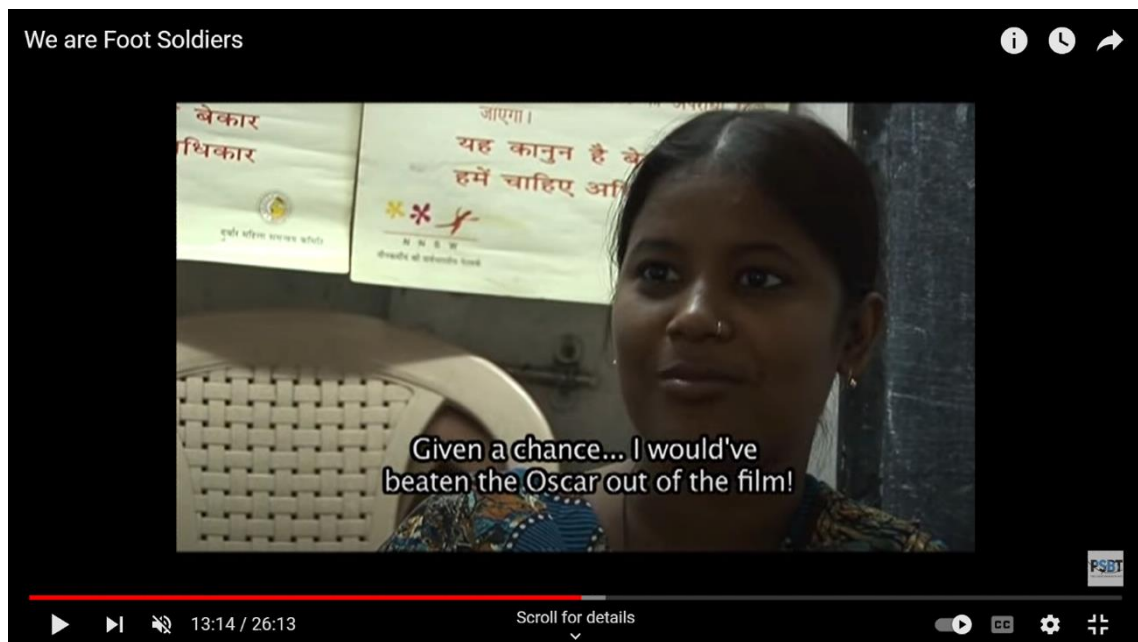 We are Foot Soldiers
जाएगा।
बेकार
यह कानुन है
धिकार
हमें चाहिए
N N S W
Given a chance... I would've
beaten the Oscar out of the film!
PSBT
13:14 / 26:13
Scroll for details
CC